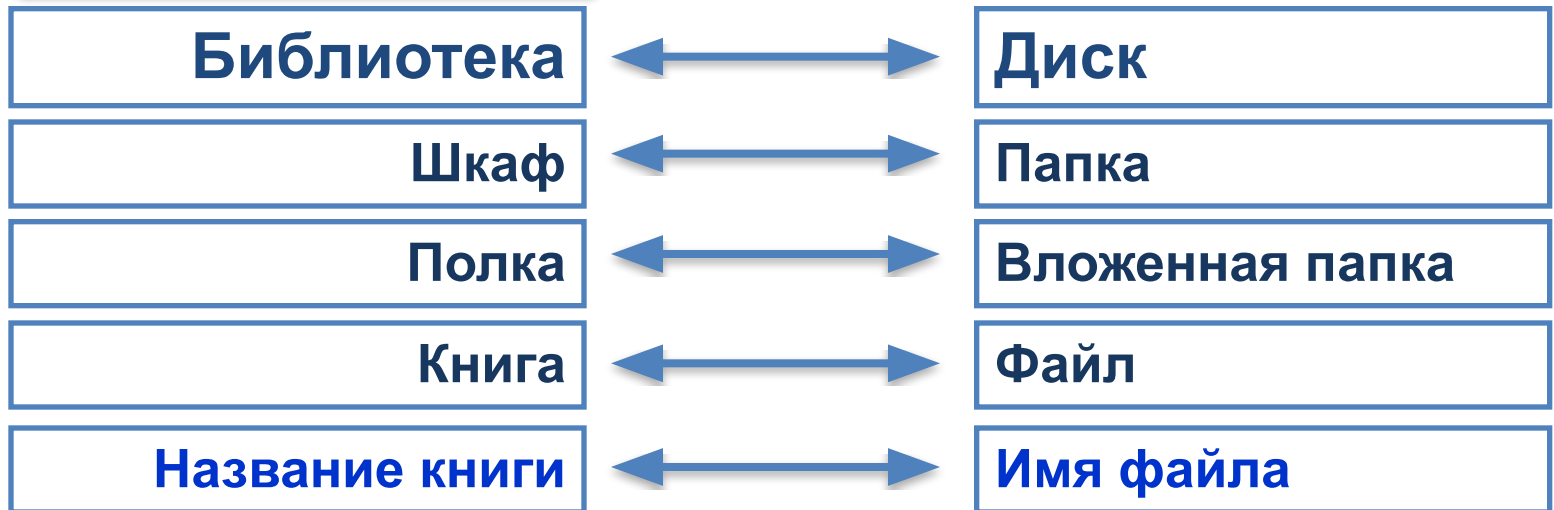 Библиотека Диск
Шкаф Папка
Полка Вложенная папка
Книга Файл
Название книги Имя файла